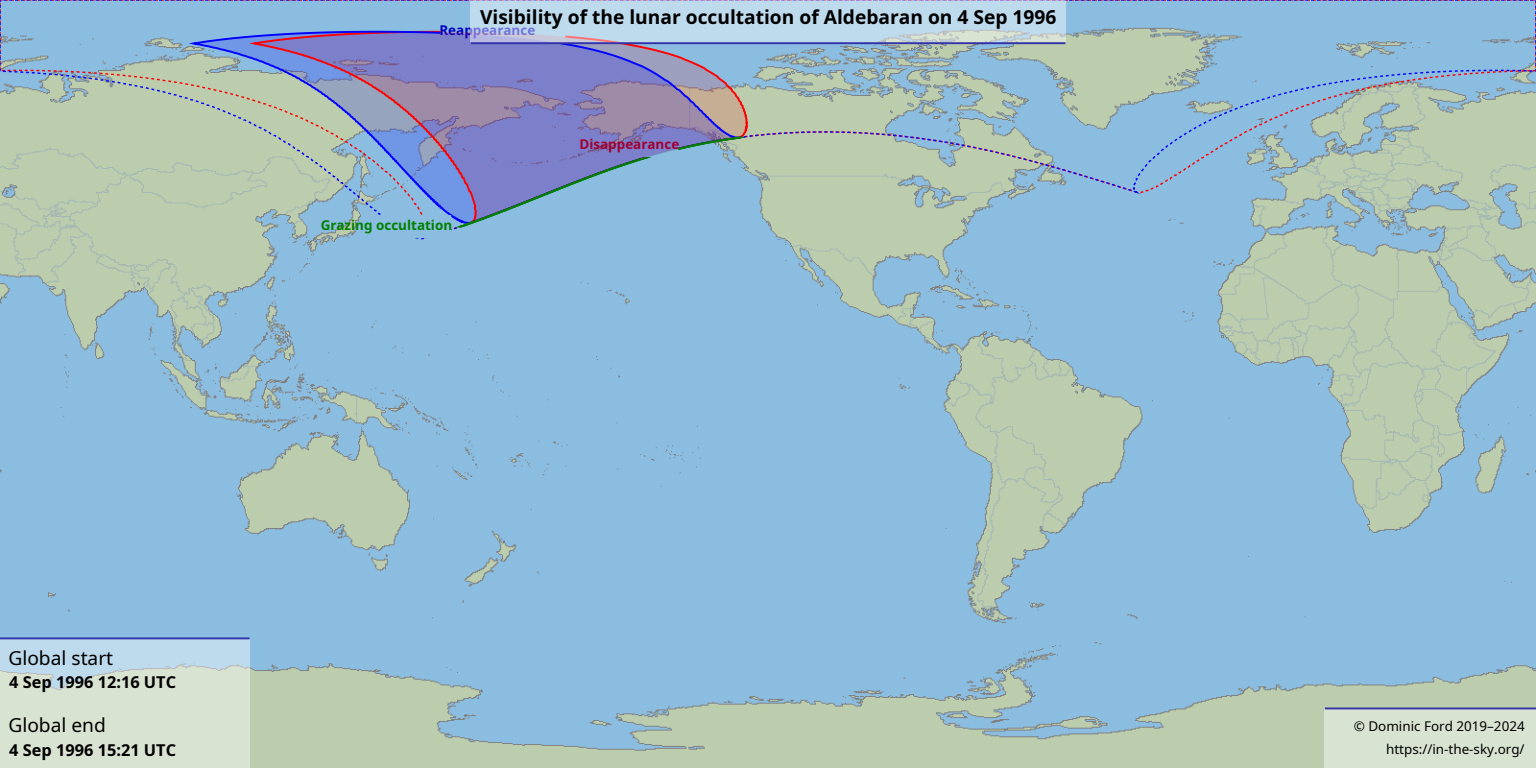 Visibility of the lunar occultation of Aldebaran on 4 Sep 1996
Reappearance
Disappearance
Grazing occultation
Global start
4 Sep 1996 12:16 UTC
Global end
4 Sep 1996 15:21 UTC
© Dominic Ford 2019–2024
https://in-the-sky.org/